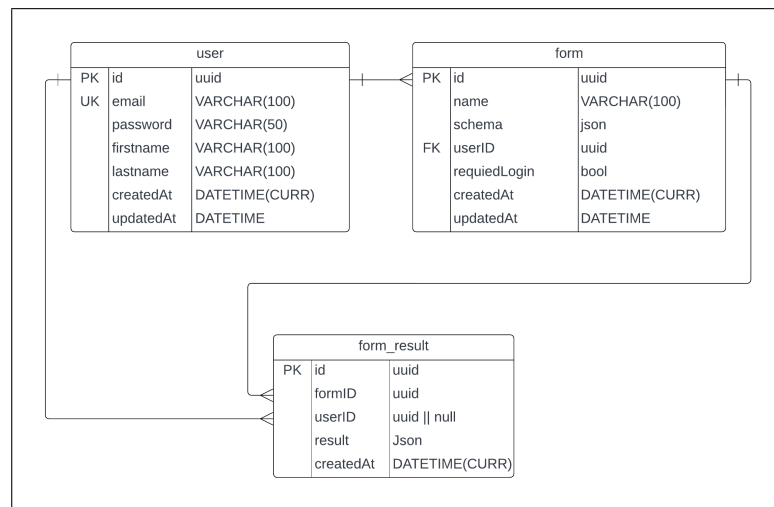 user
PK id uuid
UK email VARCHAR(100)
password VARCHAR(50)
firstname VARCHAR(100)
lastname VARCHAR(100)
createdAt DATETIME(CURR)
updatedAt DATETIME
form
PK id uuid
name VARCHAR(100)
schema json
FK userID uuid
requiedLogin bool
createdAt DATETIME(CURR)
updatedAt DATETIME
form_result
PK id uuid
formID uuid
userID uuid || null
result Json
createdAt DATETIME(CURR)